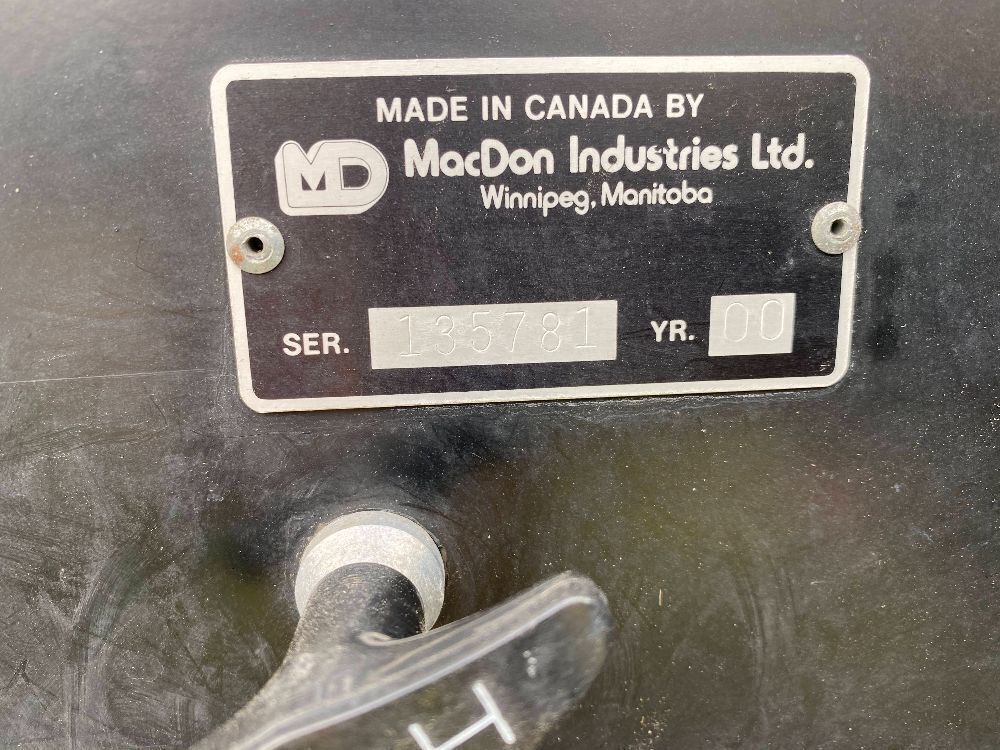 MADE IN CANADA BY
MD MacDon Industries Ltd.
Winnipeg, Manitoba
SER. 135781 YR. 00
H